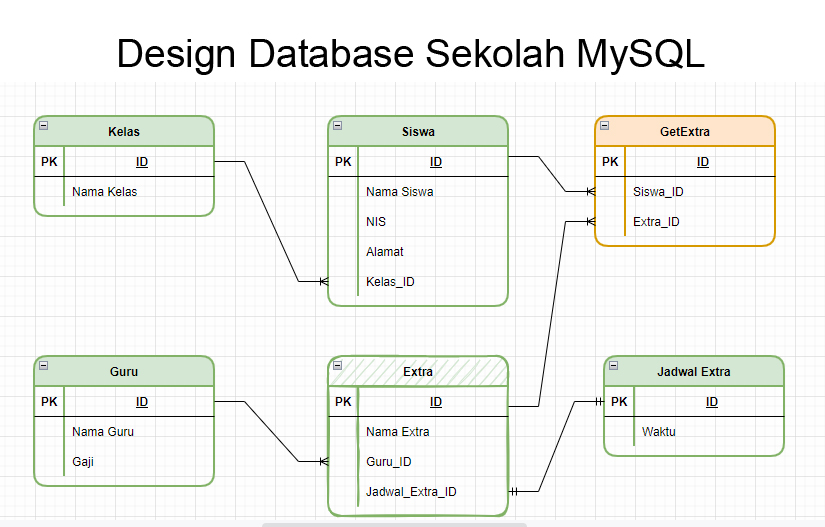 Design Database Sekolah MySQL
Kelas
PK ID
Nama Kelas
Siswa
PK ID
Nama Siswa
NIS
Alamat
Kelas_ID
GetExtra
PK ID
Siswa_ID
Extra_ID
Guru
PK ID
Nama Guru
Gaji
Extra
PK ID
Nama Extra
Guru_ID
Jadwal_Extra_ID
Jadwal Extra
PK ID
Waktu